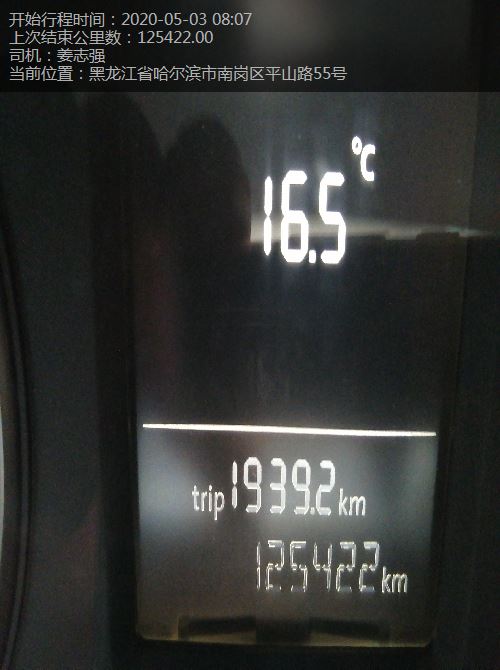 开始行程时间：2020-05-03 08:07
上次结束公里数：125422.00
司机：姜志强
当前位置：黑龙江省哈尔滨市南岗区平山路55号
16.5 ℃
trip 1939.2 km
125422 km